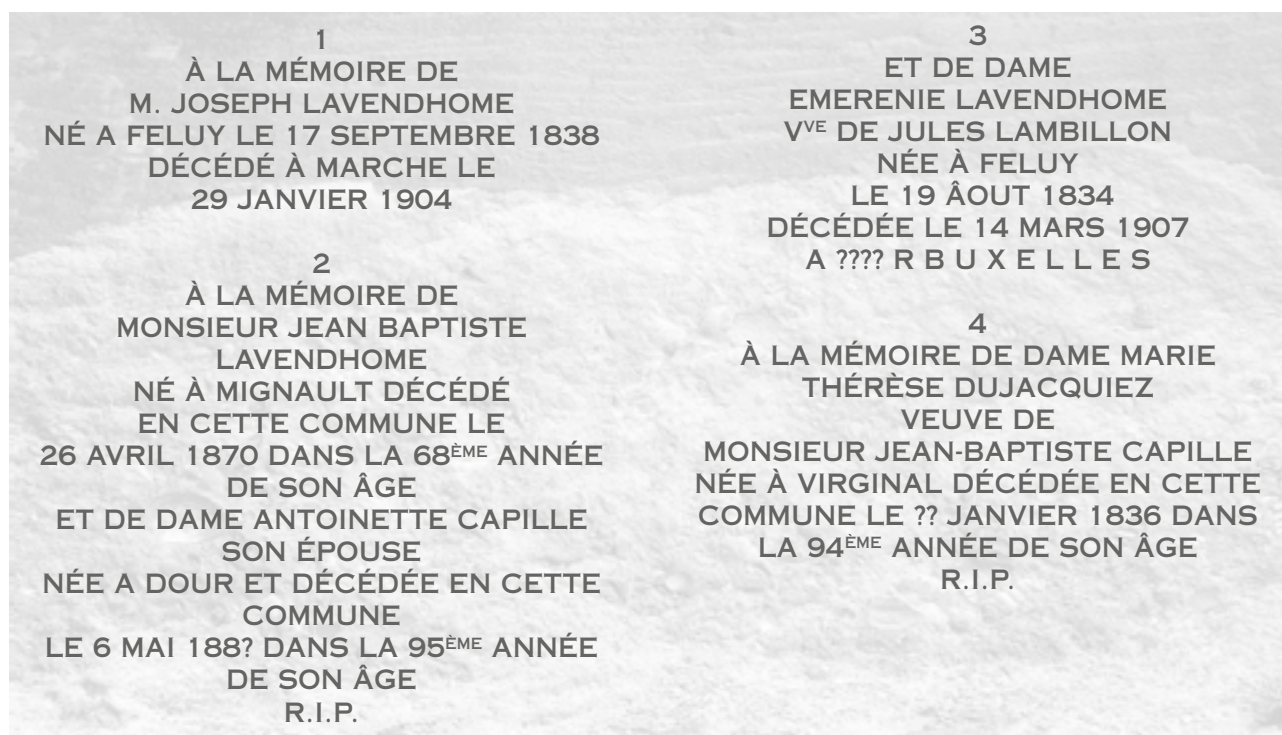 1
À LA MÉMOIRE DE
M. JOSEPH LAVENDHOME
NÉ A FELUY LE 17 SEPTEMBRE 1838
DÉCÉDÉ À MARCHE LE
29 JANVIER 1904
2
À LA MÉMOIRE DE
MONSIEUR JEAN BAPTISTE
LAVENDHOME
NÉ À MIGNAULT DÉCÉDÉ
EN CETTE COMMUNE LE
26 AVRIL 1870 DANS LA 68ÈME ANNÉE
DE SON ÂGE
ET DE DAME ANTOINETTE CAPILLE
SON ÉPOUSE
NÉE A DOUR ET DÉCÉDÉE EN CETTE
COMMUNE
LE 6 MAI 188? DANS LA 95ÈME ANNÉE
DE SON ÂGE
R.I.P.
3
ET DE DAME
EMERENIE LAVENDHOME
VVE DE JULES LAMBILLON
NÉE À FELUY
LE 19 ÂOUT 1834
DÉCÉDÉE LE 14 MARS 1907
A ???? R B U X E L L E S
4
À LA MÉMOIRE DE DAME MARIE
THÉRÈSE DUJACQUIEZ
VEUVE DE
MONSIEUR JEAN-BAPTISTE CAPILLE
NÉE À VIRGINAL DÉCÉDÉE EN CETTE
COMMUNE LE ?? JANVIER 1836 DANS
LA 94ÈME ANNÉE DE SON ÂGE
R.I.P.